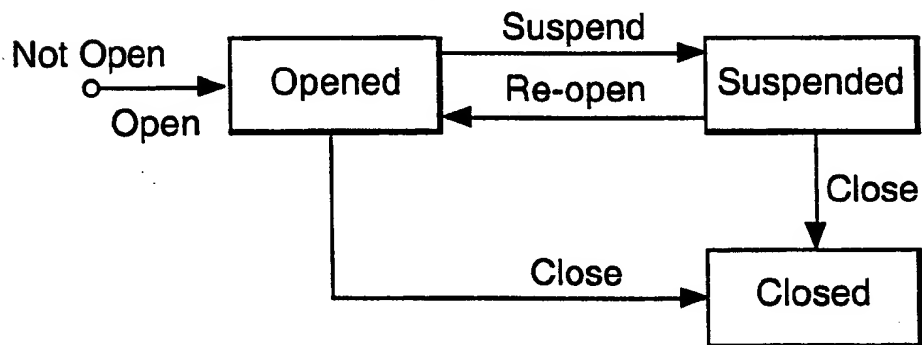 Not Open
Open
Opened
Suspend
Re-open
Suspended
Close
Close
Closed